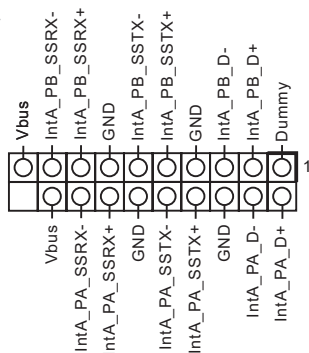 Vbus
IntA_PB_SSRX-
IntA_PB_SSRX+
GND
IntA_PB_SSTX-
IntA_PB_SSTX+
GND
IntA_PB_D-
IntA_PB_D+
Dummy
1
Vbus
IntA_PA_SSRX-
IntA_PA_SSRX+
GND
IntA_PA_SSTX-
IntA_PA_SSTX+
GND
IntA_PA_D-
IntA_PA_D+